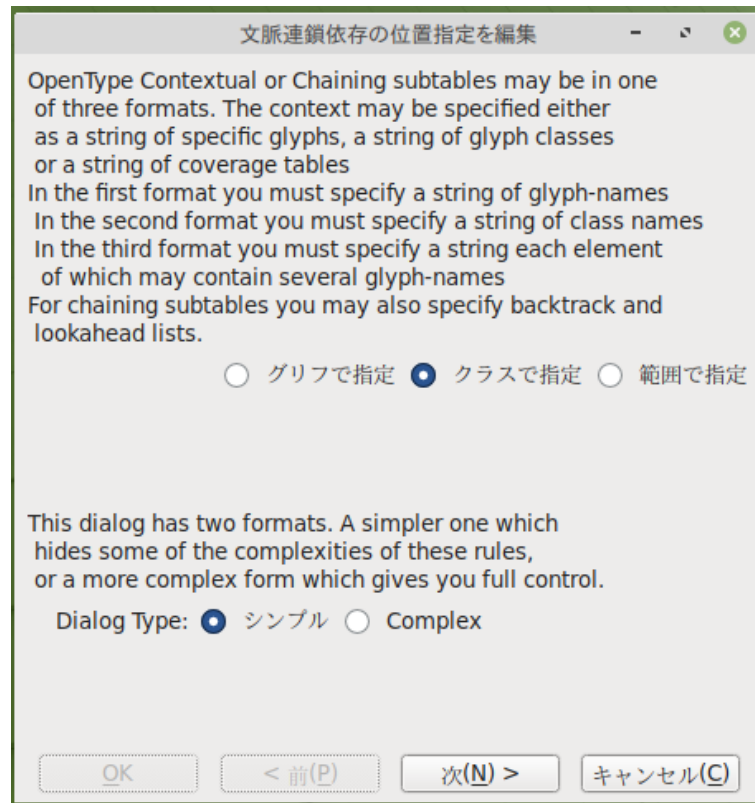 文脈連鎖依存の位置指定を編集
OpenType Contextual or Chaining subtables may be in one
of three formats. The context may be specified either
as a string of specific glyphs, a string of glyph classes
or a string of coverage tables
In the first format you must specify a string of glyph-names
In the second format you must specify a string of class names
In the third format you must specify a string each element
of which may contain several glyph-names
For chaining subtables you may also specify backtrack and
lookahead lists.
グリフで指定 クラスで指定 範囲で指定
This dialog has two formats. A simpler one which
hides some of the complexities of these rules,
or a more complex form which gives you full control.
Dialog Type: シンプル Complex
OK < 前(P) 次(N) > キャンセル(C)